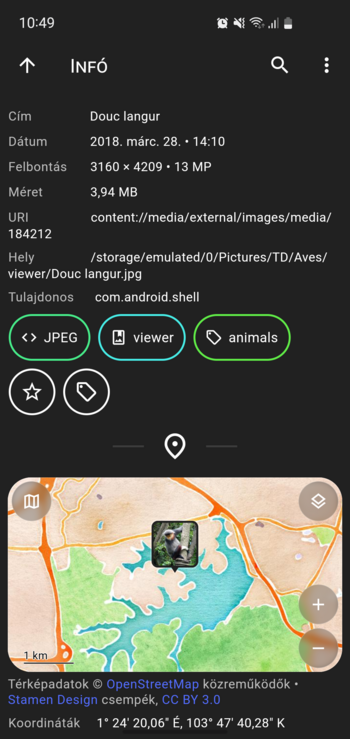 10:49
INFÓ
Cím Douc langur
Dátum 2018. márc. 28. • 14:10
Felbontás 3160 × 4209 • 13 MP
Méret 3,94 MB
URI content://media/external/images/media/
184212
Hely /storage/emulated/0/Pictures/TD/Aves/
viewer/Douc langur.jpg
Tulajdonos com.android.shell
JPEG viewer animals
1 km
Térképadatok © OpenStreetMap közreműködők •
Stamen Design csempék, CC BY 3.0
Koordináták 1° 24′ 20,06″ É, 103° 47′ 40,28″ K